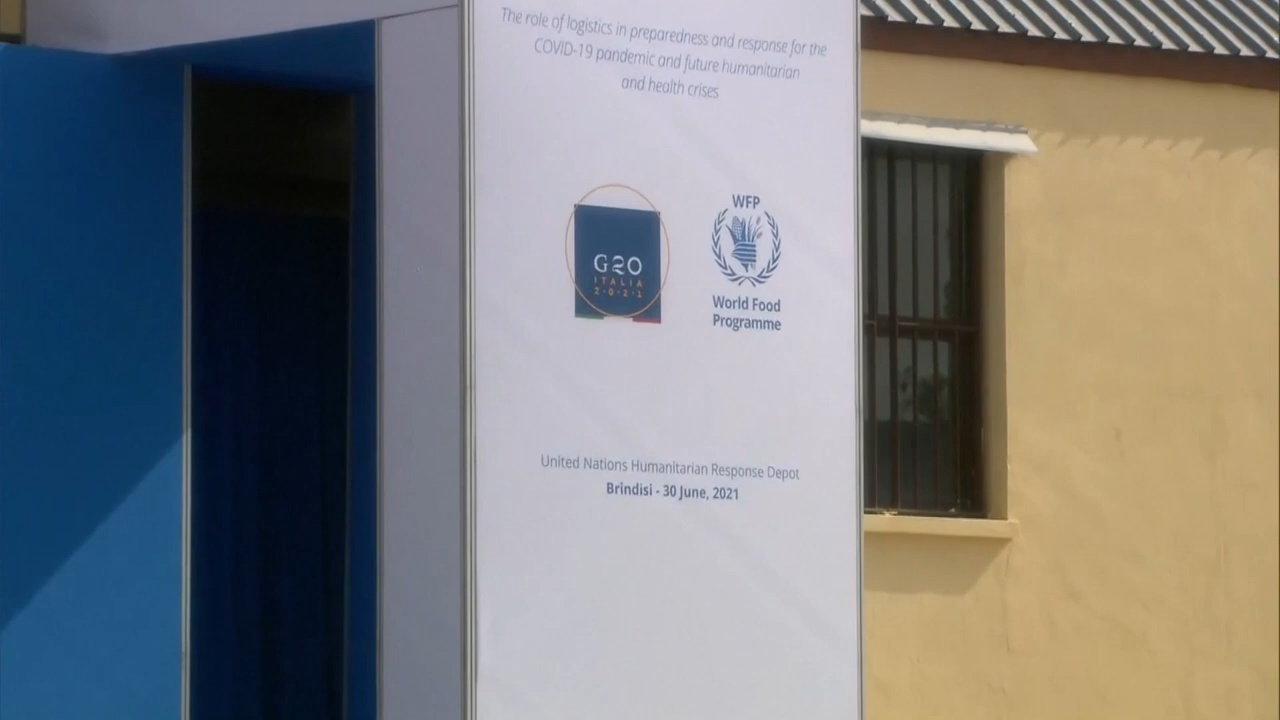 The role of logistics in preparedness and response for the
COVID-19 pandemic and future humanitarian
and health crises
G20
ITALIA
2·0·2·1
WFP
World Food
Programme
United Nations Humanitarian Response Depot
Brindisi - 30 June, 2021